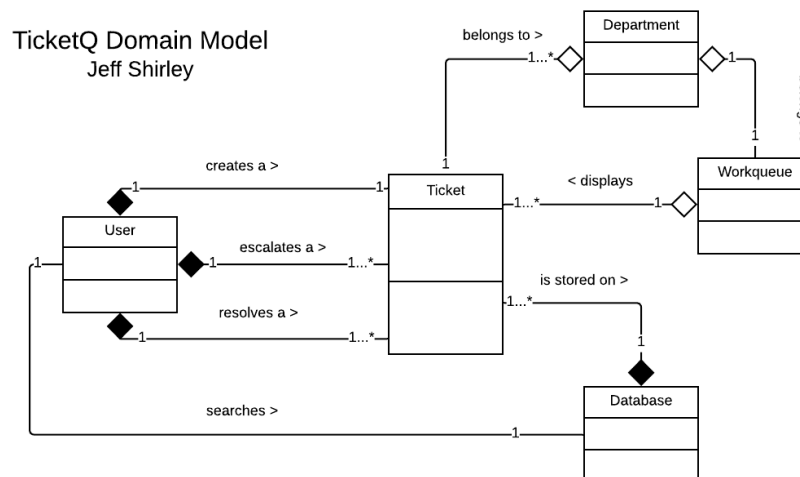 TicketQ Domain Model
Jeff Shirley
belongs to >
Department
1...*
1
1
1
creates a >
1
1
Ticket
< displays
Workqueue
1...*
1
User
escalates a >
1
1
1...*
is stored on >
1...*
resolves a >
1
1...*
1
Database
searches >
1